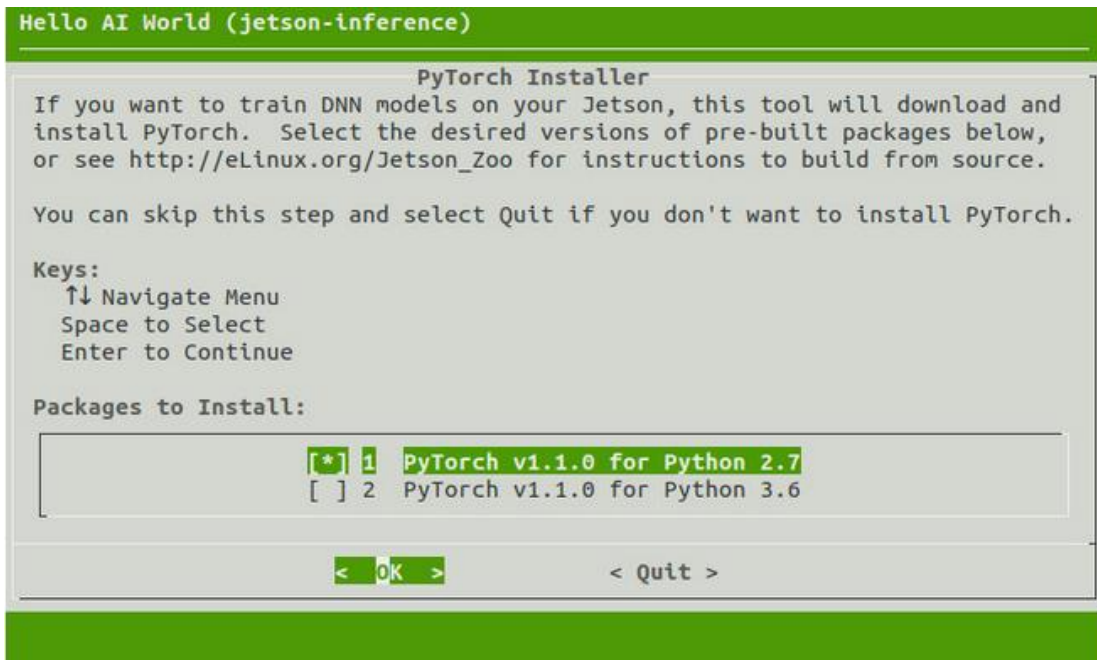 Hello AI World (jetson-inference)
PyTorch Installer
If you want to train DNN models on your Jetson, this tool will download and
install PyTorch.  Select the desired versions of pre-built packages below,
or see http://eLinux.org/Jetson_Zoo for instructions to build from source.
You can skip this step and select Quit if you don't want to install PyTorch.
Keys:
↑↓ Navigate Menu
Space to Select
Enter to Continue
Packages to Install:
[*] 1  PyTorch v1.1.0 for Python 2.7
[ ] 2  PyTorch v1.1.0 for Python 3.6
<  OK  >          < Quit >